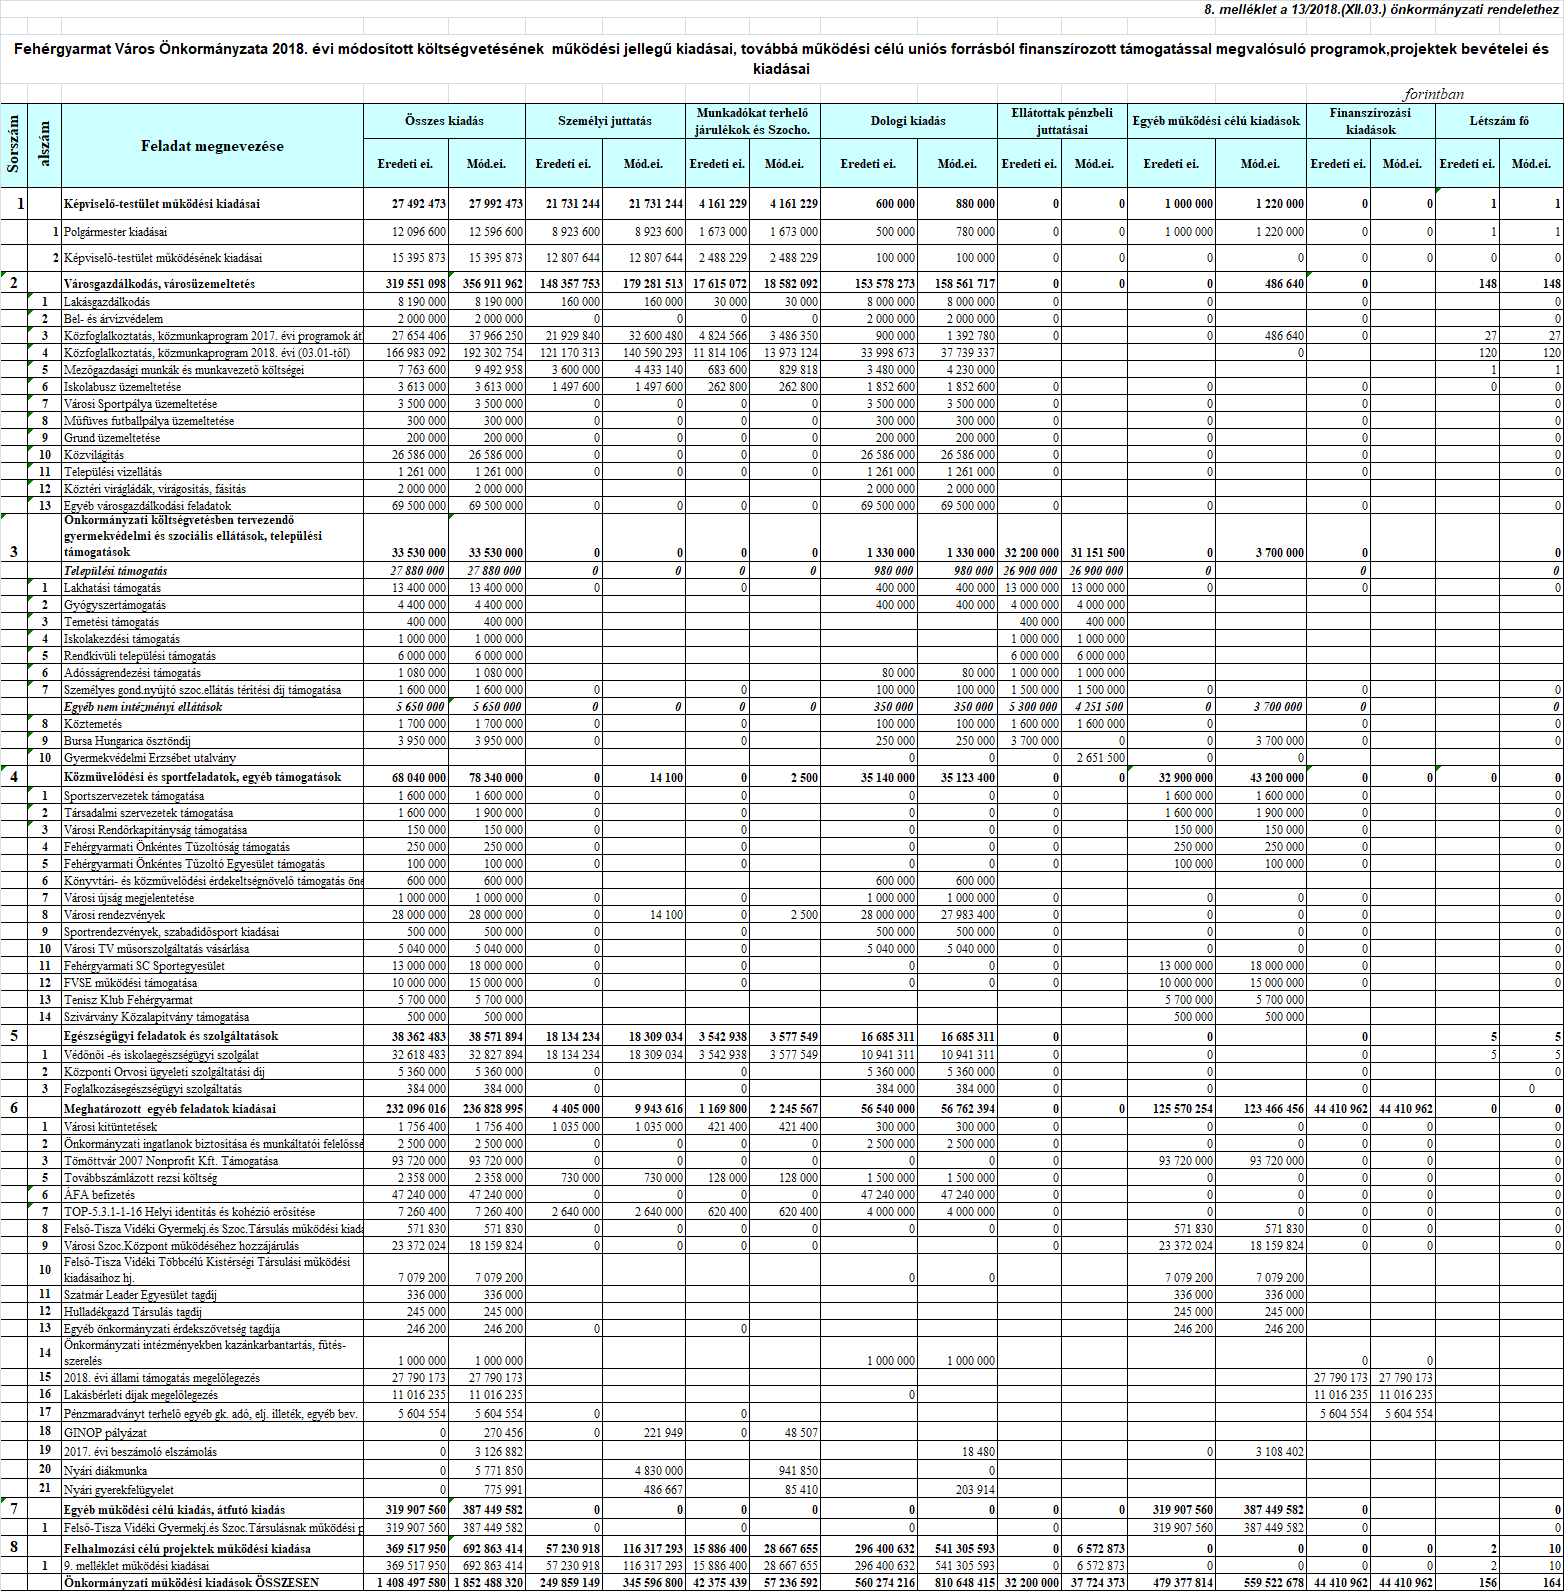 8. melléklet a 13/2018.(XII.03.) önkormányzati rendelethez
Fehérgyarmat Város Önkormányzata 2018. évi módosított költségvetésének működési jellegű kiadásai, továbbá működési célú uniós forrásból finanszírozott támogatással megvalósuló programok,projektek bevételei és
kiadásai
forintban
Sorszám alszám Feladat megnevezése Összes kiadás Személyi juttatás Munkadókat terhelő járulékok és Szocho. Dologi kiadás Ellátottak pénzbeli juttatásai Egyéb működési célú kiadások Finanszírozási kiadások Létszám fő
Eredeti ei. Mód.ei. Eredeti ei. Mód.ei. Eredeti ei. Mód.ei. Eredeti ei. Mód.ei. Eredeti ei. Mód.ei. Eredeti ei. Mód.ei. Eredeti ei. Mód.ei. Eredeti ei. Mód.ei.
1 Képviselő-testület működési kiadásai 27 492 473 27 992 473 21 731 244 21 731 244 4 161 229 4 161 229 600 000 880 000 0 0 1 000 000 1 220 000 0 0 1 1
1 Polgármester kiadásai 12 096 600 12 596 600 8 923 600 8 923 600 1 673 000 1 673 000 500 000 780 000 0 0 1 000 000 1 220 000 0 0 1 1
2 Képviselő-testület működésének kiadásai 15 395 873 15 395 873 12 807 644 12 807 644 2 488 229 2 488 229 100 000 100 000 0 0 0 0 0 0 0 0
2 Városgazdálkodás, városüzemeltetés 319 551 098 356 911 962 148 357 753 179 281 513 17 615 072 18 582 092 153 578 273 158 561 717 0 0 0 486 640 0 148 148
1 Lakásgazdálkodás 8 190 000 8 190 000 160 000 160 000 30 000 30 000 8 000 000 8 000 000 0 0 0 0
2 Bel- és árvizvédelem 2 000 000 2 000 000 0 0 0 0 2 000 000 2 000 000 0 0 0 0
3 Közfoglalkoztatás, közmunkaprogram 2017. évi programok át 27 654 406 37 966 250 21 929 840 32 600 480 4 824 566 3 486 350 900 000 1 392 780 0 0 486 640 0 27 27
4 Közfoglalkoztatás, közmunkaprogram 2018. évi (03.01-től) 166 983 092 192 302 754 121 170 313 140 590 293 11 814 106 13 973 124 33 998 673 37 739 337 0 120 120
5 Mezőgazdasági munkák és munkavezető költségei 7 763 600 9 492 958 3 600 000 4 433 140 683 600 829 818 3 480 000 4 230 000 1 1
6 Iskolabusz üzemeltetése 3 613 000 3 613 000 1 497 600 1 497 600 262 800 262 800 1 852 600 1 852 600 0 0 0 0 0
7 Városi Sportpálya üzemeltetése 3 500 000 3 500 000 0 0 0 0 3 500 000 3 500 000 0 0 0 0
8 Műfüves futballpálya üzemeltetése 300 000 300 000 0 0 0 0 300 000 300 000 0 0 0 0
9 Grund üzemeltetése 200 000 200 000 0 0 0 0 200 000 200 000 0 0 0 0
10 Közvilágítás 26 586 000 26 586 000 0 0 0 0 26 586 000 26 586 000 0 0 0 0
11 Települési vízellátás 1 261 000 1 261 000 0 0 0 0 1 261 000 1 261 000 0 0 0 0
12 Köztéri virágládák, virágosítás, fásítás 2 000 000 2 000 000 2 000 000 2 000 000
13 Egyéb városgazdálkodási feladatok 69 500 000 69 500 000 0 0 0 0 69 500 000 69 500 000 0 0 0 0
Önkormányzati költségvetésben tervezendő
gyermekvédelmi és szociális ellátások, települési
3 támogatások 33 530 000 33 530 000 0 0 0 0 1 330 000 1 330 000 32 200 000 31 151 500 0 3 700 000 0 0
Települési támogatás 27 880 000 27 880 000 0 0 0 0 980 000 980 000 26 900 000 26 900 000 0 0 0
1 Lakhatási támogatás 13 400 000 13 400 000 0 0 400 000 400 000 13 000 000 13 000 000 0 0 0
2 Gyógyszertámogatás 4 400 000 4 400 000 400 000 400 000 4 000 000 4 000 000
3 Temetési támogatás 400 000 400 000 400 000 400 000
4 Iskolakezdési támogatás 1 000 000 1 000 000 1 000 000 1 000 000
5 Rendkívüli települési támogatás 6 000 000 6 000 000 6 000 000 6 000 000
6 Adósságrendezési támogatás 1 080 000 1 080 000 80 000 80 000 1 000 000 1 000 000
7 Személyes gond.nyújtó szoc.ellátás térítési díj támogatása 1 600 000 1 600 000 0 0 100 000 100 000 1 500 000 1 500 000 0 0 0
Egyéb nem intézményi ellátások 5 650 000 5 650 000 0 0 0 0 350 000 350 000 5 300 000 4 251 500 0 3 700 000 0 0
8 Köztemetés 1 700 000 1 700 000 0 0 100 000 100 000 1 600 000 1 600 000 0 0 0
9 Bursa Hungarica ösztöndíj 3 950 000 3 950 000 0 0 250 000 250 000 3 700 000 0 0 3 700 000 0 0
10 Gyermekvédelmi Erzsébet utalvány 0 0 0 2 651 500 0 0
4 Közművelődési és sportfeladatok, egyéb támogatások 68 040 000 78 340 000 0 14 100 0 2 500 35 140 000 35 123 400 0 0 32 900 000 43 200 000 0 0 0 0
1 Sportszervezetek támogatása 1 600 000 1 600 000 0 0 0 0 0 1 600 000 1 600 000 0 0
2 Társadalmi szervezetek támogatása 1 600 000 1 900 000 0 0 0 0 0 1 600 000 1 900 000 0 0
3 Városi Rendőrkapitányság támogatása 150 000 150 000 0 0 0 0 0 150 000 150 000 0 0
4 Fehérgyarmati Önkéntes Tűzoltóság támogatás 250 000 250 000 0 0 0 0 0 250 000 250 000 0 0
5 Fehérgyarmati Önkéntes Tűzoltó Egyesület támogatás 100 000 100 000 0 0 0 0 0 100 000 100 000 0 0
6 Könyvtári- és közművelődési érdekeltségnövelő támogatás öne 600 000 600 000 600 000 600 000
7 Városi újság megjelentetése 1 000 000 1 000 000 0 0 1 000 000 1 000 000 0 0 0 0 0
8 Városi rendezvények 28 000 000 28 000 000 0 14 100 0 2 500 28 000 000 27 983 400 0 0 0 0 0
9 Sportrendezvények, szabadidősport kiadásai 500 000 500 000 0 0 500 000 500 000 0 0 0 0 0
10 Városi TV műsorszolgáltatás vásárlása 5 040 000 5 040 000 0 0 5 040 000 5 040 000 0 0 0 0 0
11 Fehérgyarmati SC Sportegyesület 13 000 000 18 000 000 0 0 0 0 0 13 000 000 18 000 000 0 0
12 FVSE működési támogatása 10 000 000 15 000 000 0 0 0 0 0 10 000 000 15 000 000 0 0
13 Tenisz Klub Fehérgyarmat 5 700 000 5 700 000 5 700 000 5 700 000
14 Szivárvány Közalapítvány támogatása 500 000 500 000 500 000 500 000
5 Egészségügyi feladatok és szolgáltatások 38 362 483 38 571 894 18 134 234 18 309 034 3 542 938 3 577 549 16 685 311 16 685 311 0 0 0 5 5
1 Védőnői -és iskolaegészségügyi szolgálat 32 618 483 32 827 894 18 134 234 18 309 034 3 542 938 3 577 549 10 941 311 10 941 311 0 0 0 5 5
2 Központi Orvosi ügyeleti szolgáltatási díj 5 360 000 5 360 000 0 0 5 360 000 5 360 000 0 0 0 0
3 Foglalkozásegészségügyi szolgáltatás 384 000 384 000 0 0 384 000 384 000 0 0 0 0
6 Meghatározott egyéb feladatok kiadásai 232 096 016 236 828 995 4 405 000 9 943 616 1 169 800 2 245 567 56 540 000 56 762 394 0 0 125 570 254 123 466 456 44 410 962 44 410 962 0 0
1 Városi kitüntetések 1 756 400 1 756 400 1 035 000 1 035 000 421 400 421 400 300 000 300 000 0 0 0 0 0
2 Önkormányzati ingatlanok biztosítása és munkáltatói felelőssé 2 500 000 2 500 000 0 0 0 0 2 500 000 2 500 000 0 0 0 0 0
3 Tömöttvár 2007 Nonprofit Kft. Támogatása 93 720 000 93 720 000 0 0 0 0 0 0 0 93 720 000 93 720 000 0 0 0
5 Továbbszámlázott rezsi költség 2 358 000 2 358 000 730 000 730 000 128 000 128 000 1 500 000 1 500 000 0 0 0 0 0
6 ÁFA befizetés 47 240 000 47 240 000 0 0 0 0 47 240 000 47 240 000 0 0 0 0 0
7 TOP-5.3.1-1-16 Helyi identitás és kohézió erősítése 7 260 400 7 260 400 2 640 000 2 640 000 620 400 620 400 4 000 000 4 000 000 0 0 0 0 0
8 Felső-Tisza Vidéki Gyermekj.és Szoc.Társulás működési kiadá 571 830 571 830 0 0 0 0 0 0 0 571 830 571 830 0 0 0
9 Városi Szoc.Központ működéséhez hozzájárulás 23 372 024 18 159 824 0 0 0 0 0 23 372 024 18 159 824 0 0 0
10 Felső-Tisza Vidéki Többcélú Kistérségi Társulási működési
kiadásaihoz hj. 7 079 200 7 079 200 0 0 7 079 200 7 079 200
11 Szatmár Leader Egyesület tagdíj 336 000 336 000 336 000 336 000
12 Hulladékgazd Társulás tagdíj 245 000 245 000 245 000 245 000
13 Egyéb önkormányzati érdekszövetség tagdíja 246 200 246 200 0 0 246 200 246 200
14 Önkormányzati intézményekben kazánkarbantartás, fűtés-
szerelés 1 000 000 1 000 000 1 000 000 1 000 000 0 0
15 2018. évi állami támogatás megelőlegezés 27 790 173 27 790 173 27 790 173 27 790 173
16 Lakásbérleti díjak megelőlegezés 11 016 235 11 016 235 0 11 016 235 11 016 235
17 Pénzmaradványt terhelő egyéb gk. adó, elj. illeték, egyéb bev. 5 604 554 5 604 554 0 0 5 604 554 5 604 554
18 GINOP pályázat 0 270 456 0 221 949 0 48 507
19 2017. évi beszámoló elszámolás 0 3 126 882 18 480 0 3 108 402
20 Nyári diákmunka 0 5 771 850 4 830 000 941 850 0
21 Nyári gyerekfelügyelet 0 775 991 486 667 85 410 203 914
7 Egyéb működési célú kiadás, átfutó kiadás 319 907 560 387 449 582 0 0 0 0 0 0 0 0 319 907 560 387 449 582 0 0
1 Felső-Tisza Vidéki Gyermekj.és Szoc.Társulásnak működési p 319 907 560 387 449 582 0 0 0 0 319 907 560 387 449 582 0 0
8 Felhalmozási célú projektek működési kiadása 369 517 950 692 863 414 57 230 918 116 317 293 15 886 400 28 667 655 296 400 632 541 305 593 0 6 572 873 0 0 0 0 2 10
1 9. melléklet működési kiadásai 369 517 950 692 863 414 57 230 918 116 317 293 15 886 400 28 667 655 296 400 632 541 305 593 0 6 572 873 0 0 0 2 10
Önkormányzati működési kiadások ÖSSZESEN 1 408 497 580 1 852 488 320 249 859 149 345 596 800 42 375 439 57 236 592 560 274 216 810 648 415 32 200 000 37 724 373 479 377 814 559 522 678 44 410 962 44 410 962 156 164